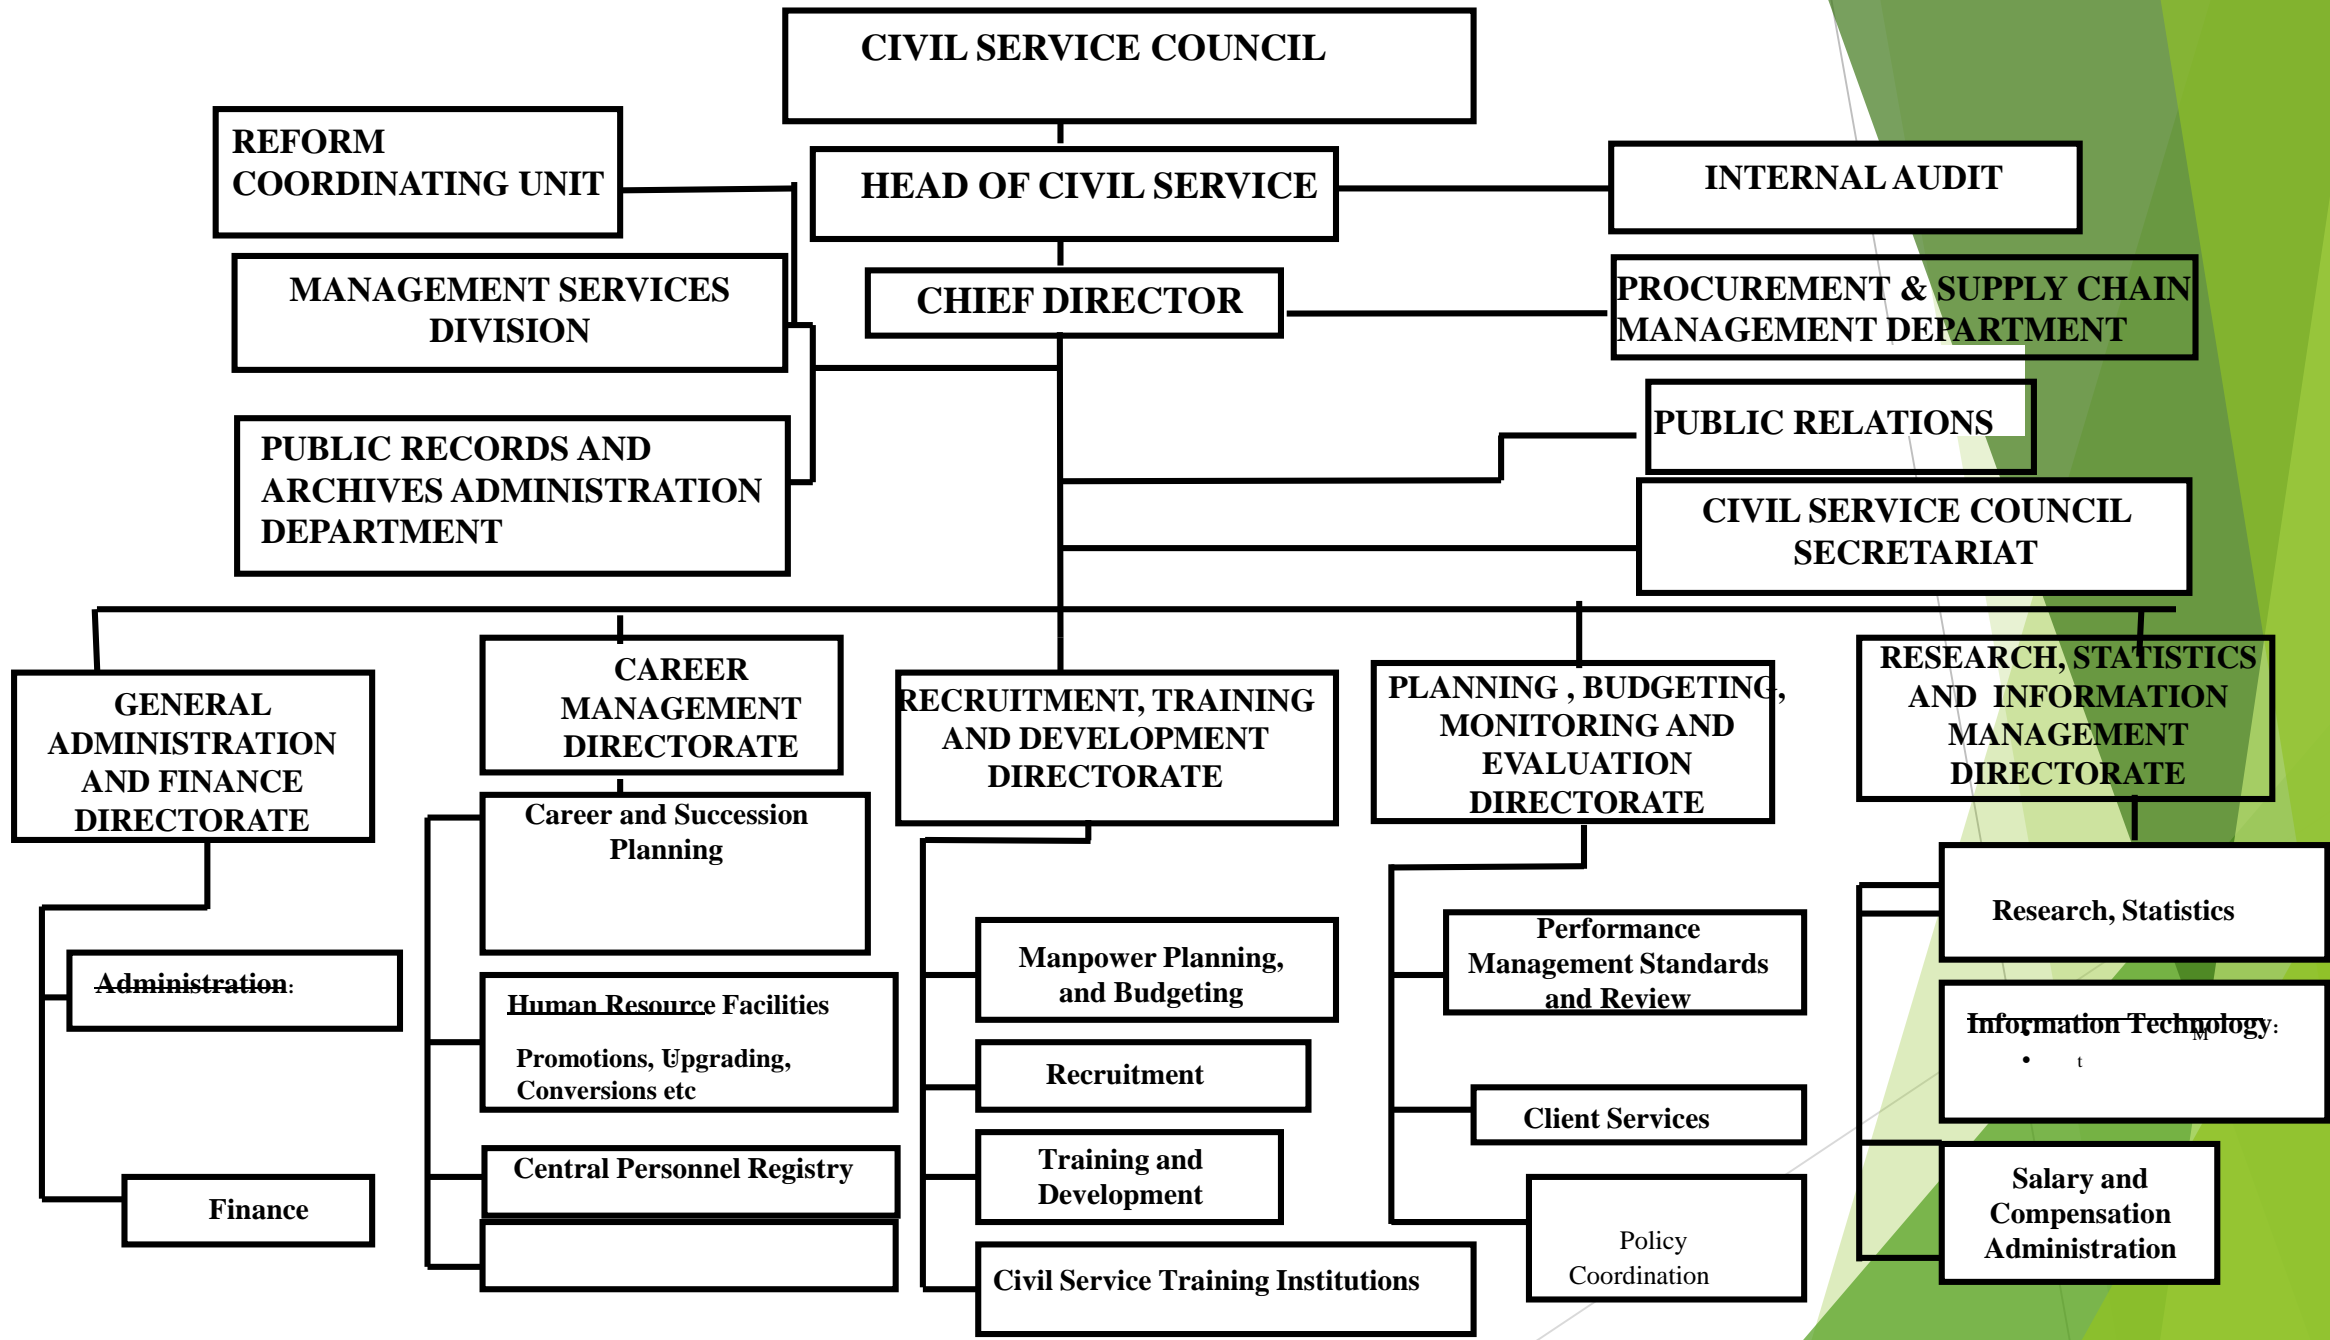 CIVIL SERVICE COUNCIL
REFORM
COORDINATING UNIT
HEAD OF CIVIL SERVICE
INTERNAL AUDIT
MANAGEMENT SERVICES
DIVISION
CHIEF DIRECTOR
PROCUREMENT & SUPPLY CHAIN
MANAGEMENT DEPARTMENT
PUBLIC RELATIONS
PUBLIC RECORDS AND
ARCHIVES ADMINISTRATION
DEPARTMENT
CIVIL SERVICE COUNCIL
SECRETARIAT
GENERAL
ADMINISTRATION
AND FINANCE
DIRECTORATE
CAREER
MANAGEMENT
DIRECTORATE
RECRUITMENT, TRAINING
AND DEVELOPMENT
DIRECTORATE
PLANNING , BUDGETING,
MONITORING AND
EVALUATION
DIRECTORATE
RESEARCH, STATISTICS
AND INFORMATION
MANAGEMENT
DIRECTORATE
Administration:
Finance
Career and Succession
Planning
Human Resource Facilities
Promotions, Upgrading,
Conversions etc
Central Personnel Registry
Manpower Planning,
and Budgeting
Recruitment
Training and
Development
Civil Service Training Institutions
Performance
Management Standards
and Review
Client Services
Policy
Coordination
Research, Statistics
Information Technology:
• M
• t
Salary and
Compensation
Administration